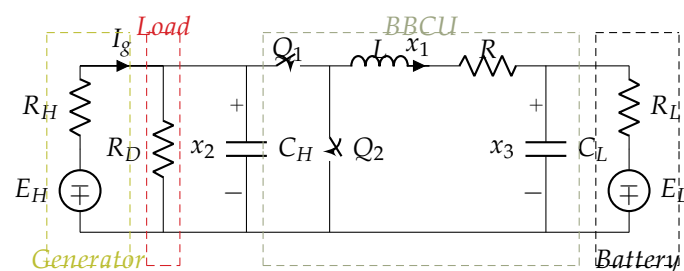 Load
BBCU
I_g
Q_1
L
x_1
R
R_H
R_D
x_2
+
C_H
Q_2
x_3
+
C_L
R_L
E_H
∓
−
−
∓
E_L
Generator
Battery